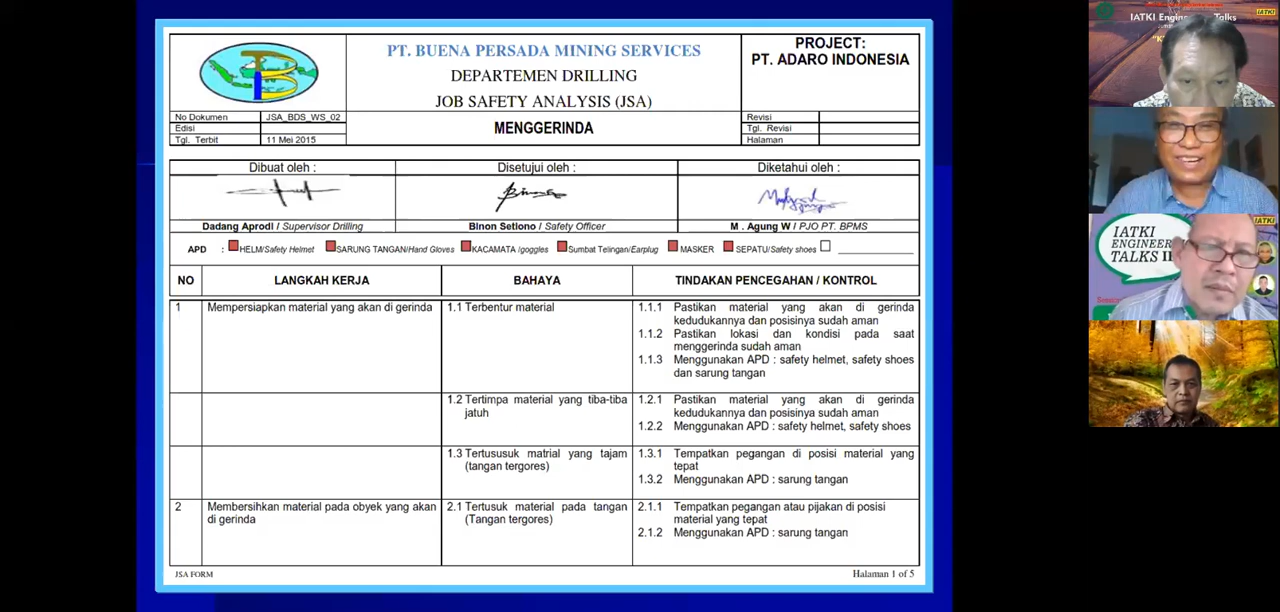 PT. BUENA PERSADA MINING SERVICES
DEPARTEMEN DRILLING
JOB SAFETY ANALYSIS (JSA)
PROJECT:
PT. ADARO INDONESIA
No Dokumen JSA_BDS_WS_02
Edisi
Tgl. Terbit 11 Mei 2015
MENGGERINDA
Revisi
Tgl. Revisi
Halaman
Dibuat oleh :
Disetujui oleh :
Diketahui oleh :
Dadang Aprodi / Supervisor Drilling
Binon Setiono / Safety Officer
M . Agung W / PJO PT. BPMS
APD : HELM/Safety Helmet SARUNG TANGAN/Hand Gloves KACAMATA /goggles Sumbat Telingan/Earplug MASKER SEPATU/Safety shoes
NO LANGKAH KERJA BAHAYA TINDAKAN PENCEGAHAN / KONTROL
1 Mempersiapkan material yang akan di gerinda
1.1 Terbentur material
1.1.1 Pastikan material yang akan di gerinda
kedudukannya dan posisinya sudah aman
1.1.2 Pastikan lokasi dan kondisi pada saat
menggerinda sudah aman
1.1.3 Menggunakan APD : safety helmet, safety shoes
dan sarung tangan
1.2 Tertimpa material yang tiba-tiba
jatuh
1.2.1 Pastikan material yang akan di gerinda
kedudukannya dan posisinya sudah aman
1.2.2 Menggunakan APD : safety helmet, safety shoes
1.3 Tertususuk matrial yang tajam
(tangan tergores)
1.3.1 Tempatkan pegangan di posisi material yang
tepat
1.3.2 Menggunakan APD : sarung tangan
2 Membersihkan material pada obyek yang akan
di gerinda
2.1 Tertusuk material pada tangan
(Tangan tergores)
2.1.1 Tempatkan pegangan atau pijakan di posisi
material yang tepat
2.1.2 Menggunakan APD : sarung tangan
JSA FORM
Halaman 1 of 5
IATKI
IATKI
IATKI
ENGINEER
TALKS